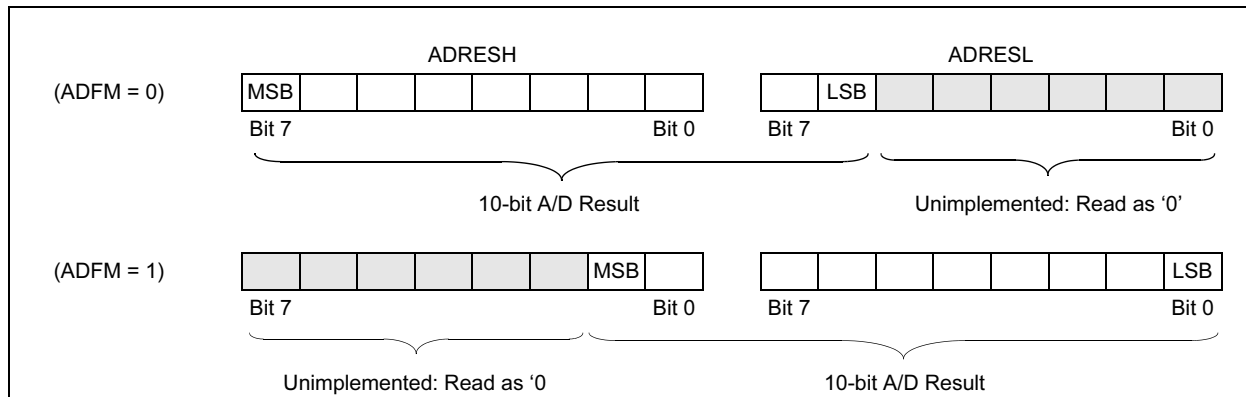 ADRESH ADRESL
(ADFM = 0) MSB LSB
Bit 7 Bit 0 Bit 7 Bit 0
10-bit A/D Result Unimplemented: Read as ‘0’
(ADFM = 1) MSB LSB
Bit 7 Bit 0 Bit 7 Bit 0
Unimplemented: Read as ‘0 10-bit A/D Result